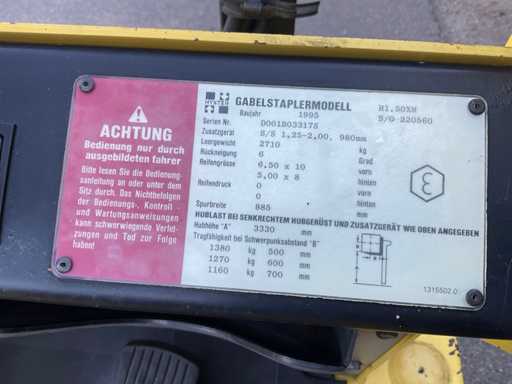 ACHTUNG
Bedienung nur durch
ausgebildeten fahrer
Bitte lesen Sie die Bedienungs-
anleitung an oder unter dem
Sitz durch. Das Nichtbefolgen
der Bedienungs-, Kontroll-
und Wartungsanweisungen
kann schwerwiegende Verlet-
zungen und Tod zur Folge
haben!
HYSTER
GABELSTAPLERMODELL H1.50XM
Baujahr 1995 S/O 220560
Serien Nr. D001B03317S
Zusatzgerät S/S 1,25-2,00, 980mm
Leergewicht 2710 kg
Rückneigung 6 Grad
Reifengrösse 6,50 x 10 vorn
5,00 x 8 hinten
Reifendruck 0 vorn
0 hinten
Spurbreite 885 mm
HUBLAST BEI SENKRECHTEM HUBGERÜST UND ZUSATZGERÄT WIE OBEN ANGEGEBEN
Hubhöhe "A" 3330 mm
Tragfähigkeit bei Schwerpunksabstand "B"
1380 kg 500 mm
1270 kg 600 mm
1160 kg 700 mm
1315502.0